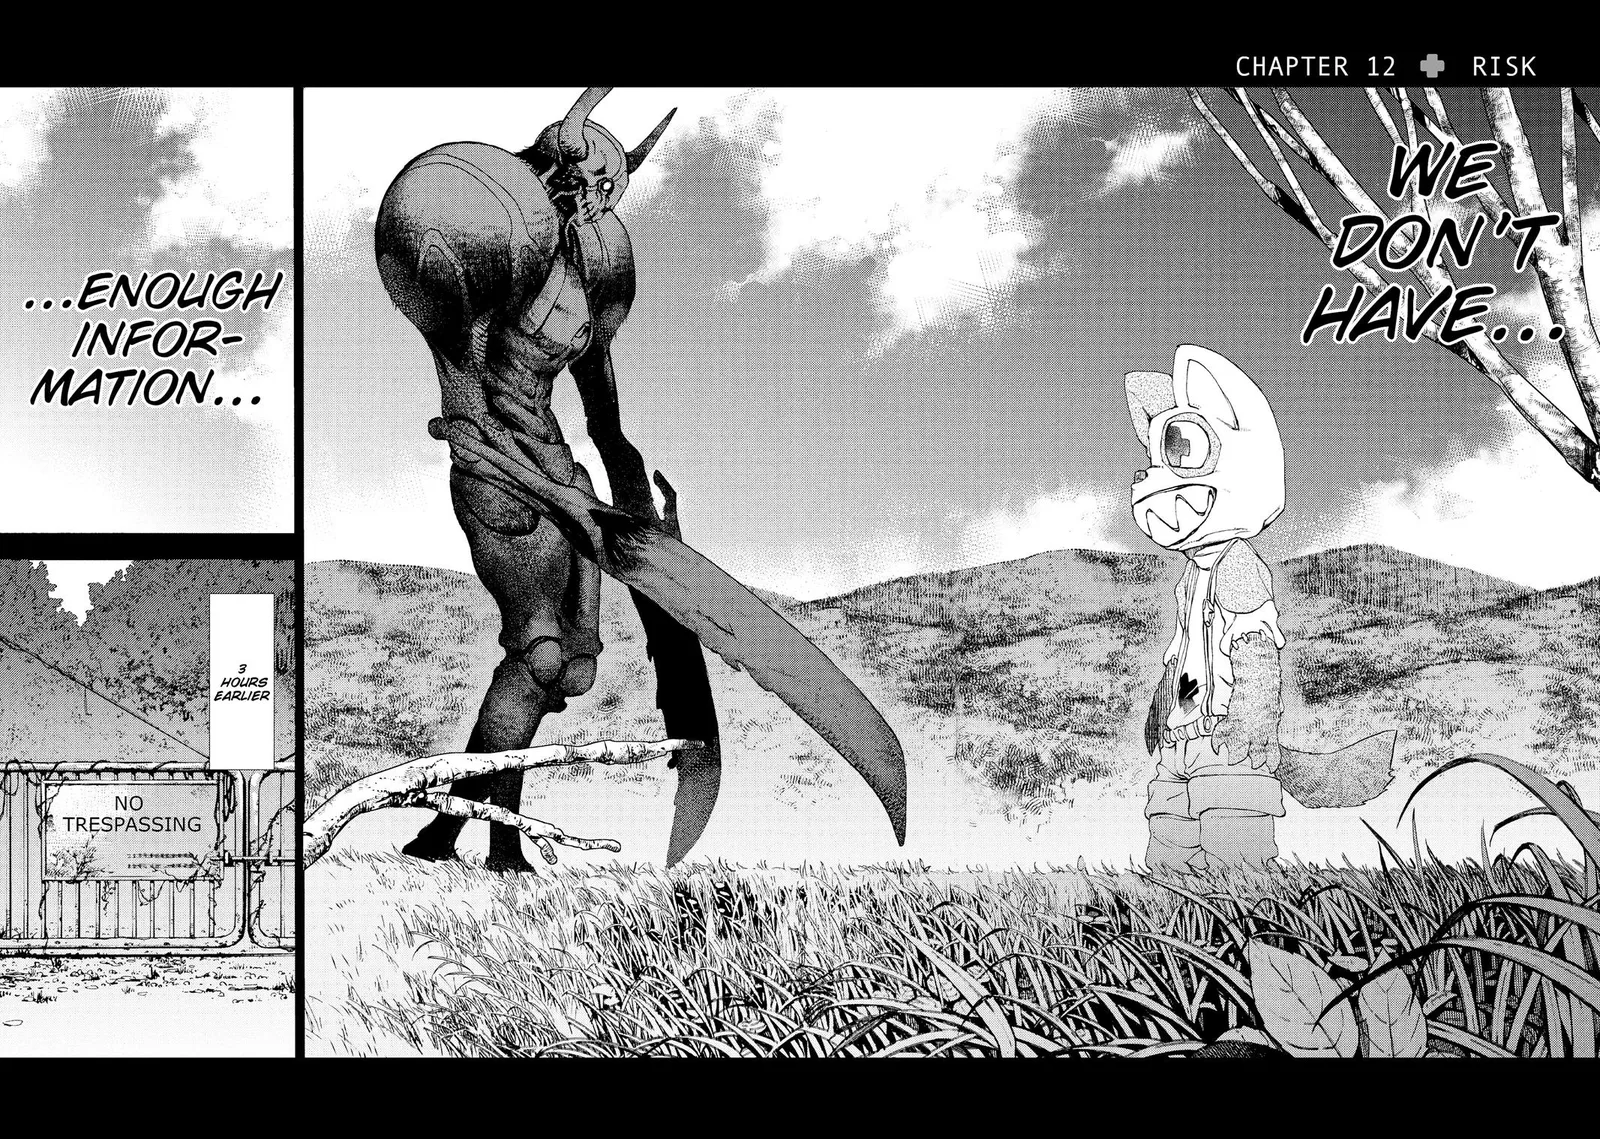 CHAPTER 12 ✚ RISK
WE
DON'T
HAVE...
...ENOUGH
INFOR-
MATION...
3
HOURS
EARLIER
NO
TRESPASSING